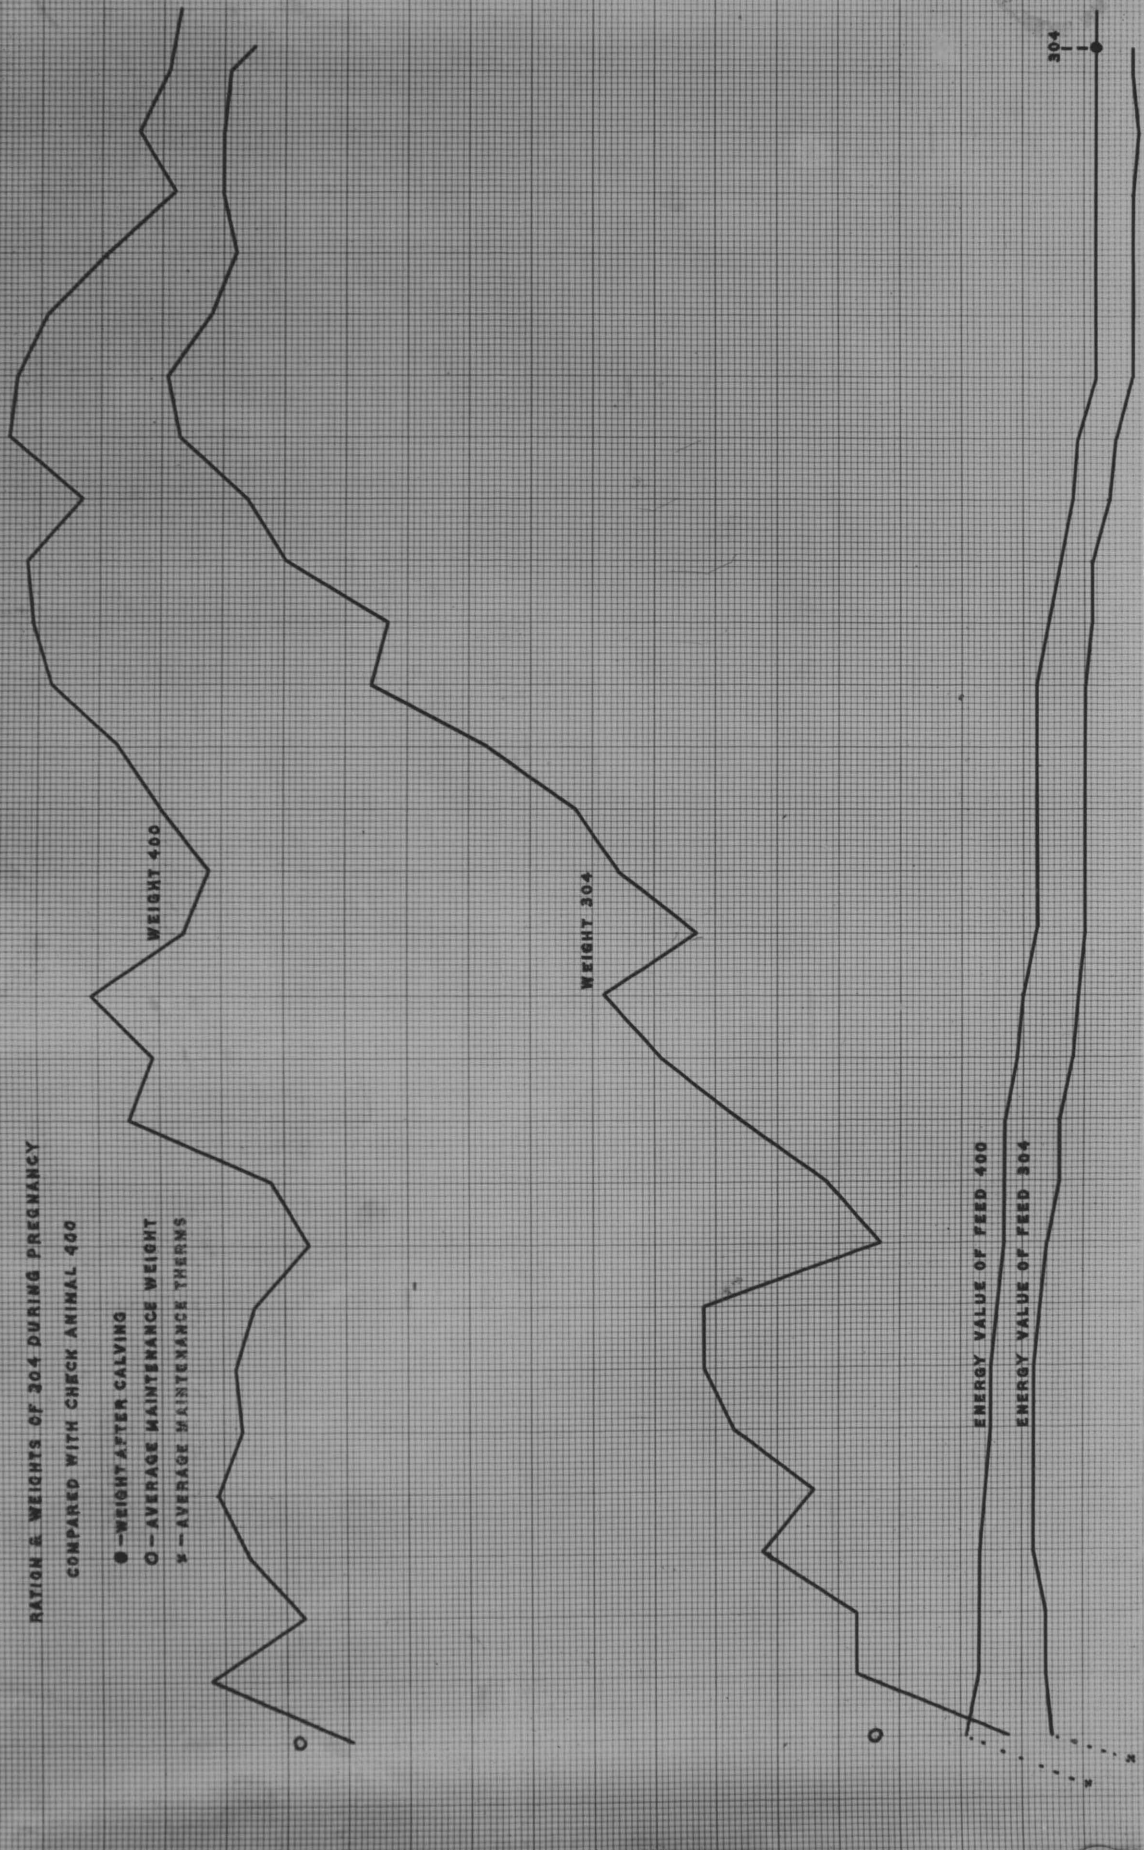 RATION & WEIGHTS OF 304 DURING PREGNANCY
COMPARED WITH CHECK ANIMAL 400
● - WEIGHT AFTER CALVING
O - AVERAGE MAINTENANCE WEIGHT
x - AVERAGE MAINTENANCE THERMS
WEIGHT 400
WEIGHT 304
ENERGY VALUE OF FEED 400
ENERGY VALUE OF FEED 304
304